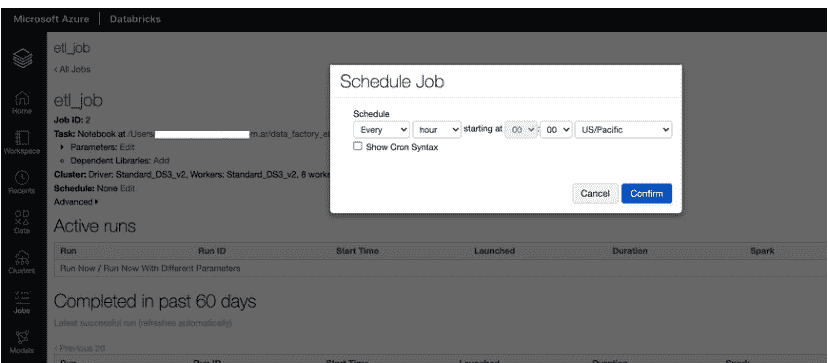 Microsoft Azure | Databricks
etl_job
‹ All Jobs
etl_job
Job ID: 2
Task: Notebook at /Users/ m.ar/data_factory_et
Parameters: Edit
Dependent Libraries: Add
Cluster: Driver: Standard_DS3_v2, Workers: Standard_DS3_v2, 8 worke
Schedule: None Edit
Advanced
Active runs
Run Run ID Start Time Launched Duration Spark
Run Now / Run Now With Different Parameters
Completed in past 60 days
Latest successful run (refreshes automatically)
‹ Previous 20
Run Run ID Start Time Launched Duration Spark
Home
Workspace
Recents
Data
Clusters
Jobs
Models
Schedule Job
Schedule
Every hour starting at 00 : 00 US/Pacific
Show Cron Syntax
Cancel Confirm